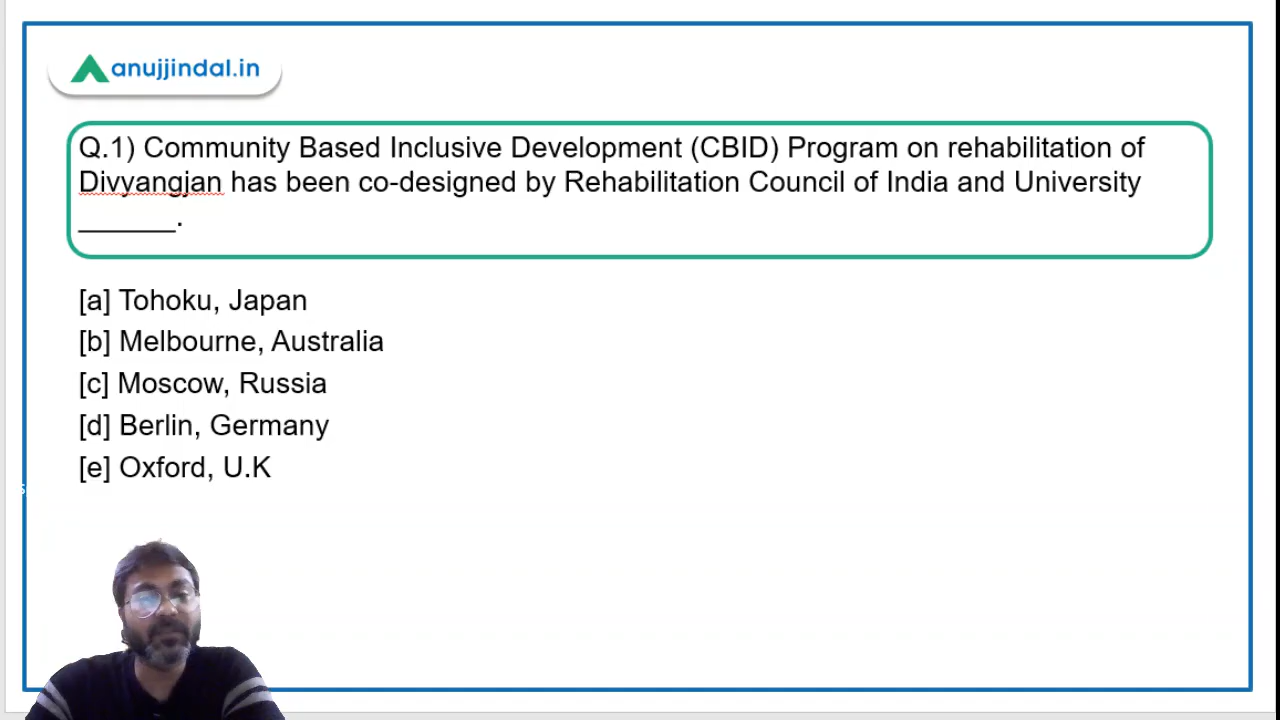 anujjindal.in
Q.1) Community Based Inclusive Development (CBID) Program on rehabilitation of
Divyangjan has been co-designed by Rehabilitation Council of India and University
______.
[a] Tohoku, Japan
[b] Melbourne, Australia
[c] Moscow, Russia
[d] Berlin, Germany
[e] Oxford, U.K